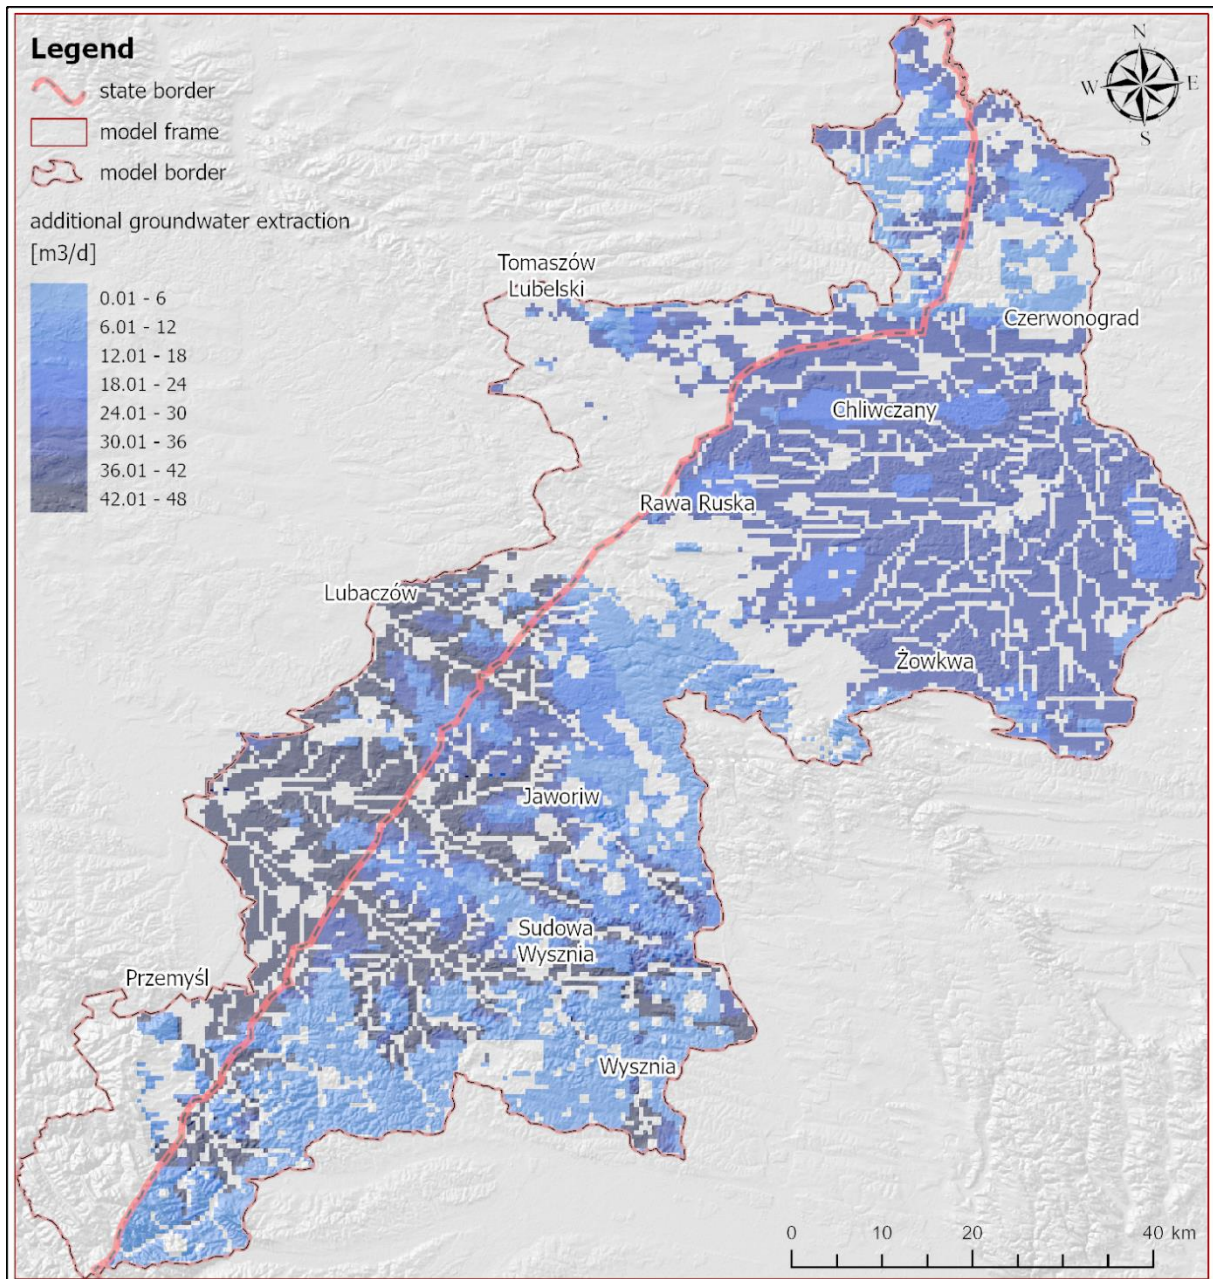 Legend
state border
model frame
model border
additional groundwater extraction
[m3/d]
0.01 - 6
6.01 - 12
12.01 - 18
18.01 - 24
24.01 - 30
30.01 - 36
36.01 - 42
42.01 - 48
N
W
E
S
Tomaszów
Lubelski
Czerwonograd
Chliwczany
Rawa Ruska
Lubaczów
Żowkwa
Jaworiw
Sudowa
Wysznia
Przemyśl
Wysznia
0 10 20 40 km